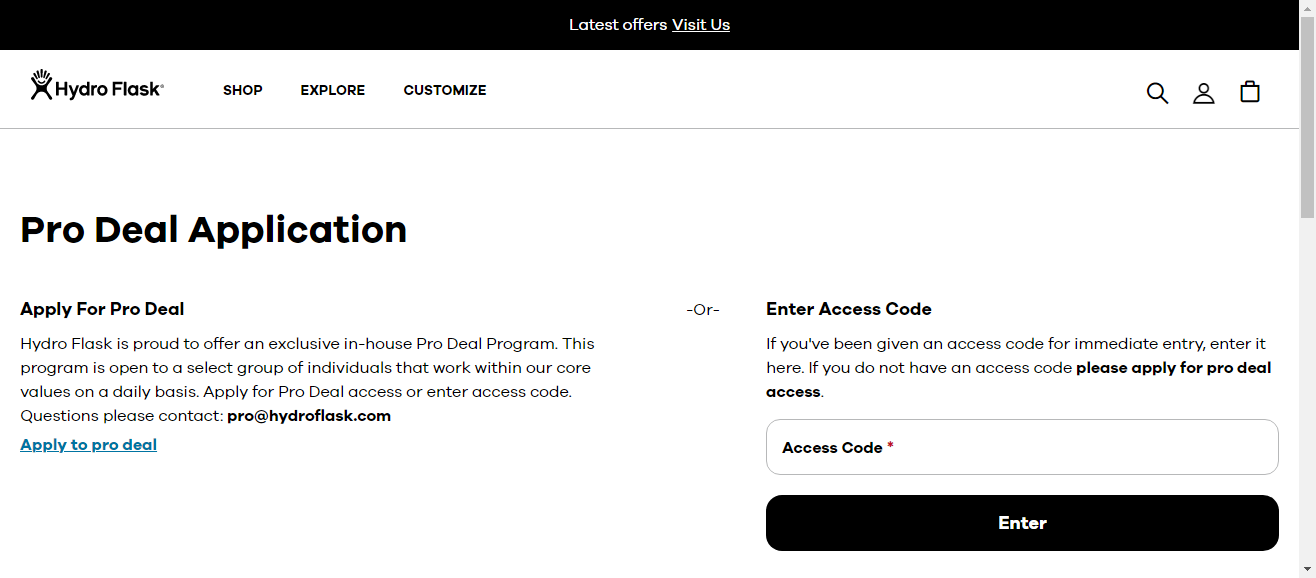 Latest offers Visit Us
Hydro Flask®
SHOP EXPLORE CUSTOMIZE
Pro Deal Application
Apply For Pro Deal
Hydro Flask is proud to offer an exclusive in-house Pro Deal Program. This
program is open to a select group of individuals that work within our core
values on a daily basis. Apply for Pro Deal access or enter access code.
Questions please contact: pro@hydroflask.com
Apply to pro deal
-Or-
Enter Access Code
If you've been given an access code for immediate entry, enter it
here. If you do not have an access code please apply for pro deal
access.
Access Code *
Enter